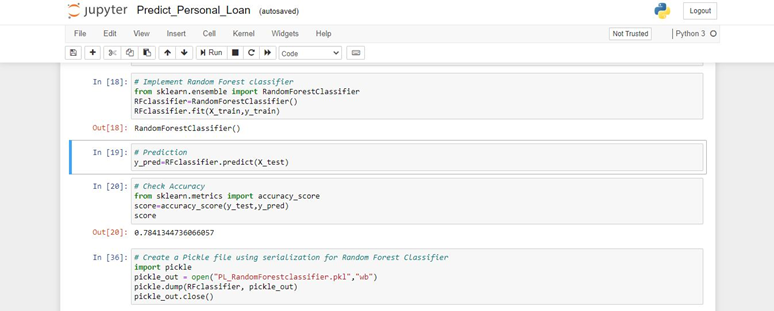 jupyter Predict_Personal_Loan (autosaved)
Logout
File Edit View Insert Cell Kernel Widgets Help
Not Trusted
Python 3
Run
Code
In [18]: # Implement Random Forest classifier
from sklearn.ensemble import RandomForestClassifier
RFclassifier=RandomForestClassifier()
RFclassifier.fit(X_train,y_train)
Out[18]: RandomForestClassifier()
In [19]: # Prediction
y_pred=RFclassifier.predict(X_test)
In [20]: # Check Accuracy
from sklearn.metrics import accuracy_score
score=accuracy_score(y_test,y_pred)
score
Out[20]: 0.7841344736066057
In [36]: # Create a Pickle file using serialization for Random Forest Classifier
import pickle
pickle_out = open("PL_RandomForestclassifier.pkl","wb")
pickle.dump(RFclassifier, pickle_out)
pickle_out.close()